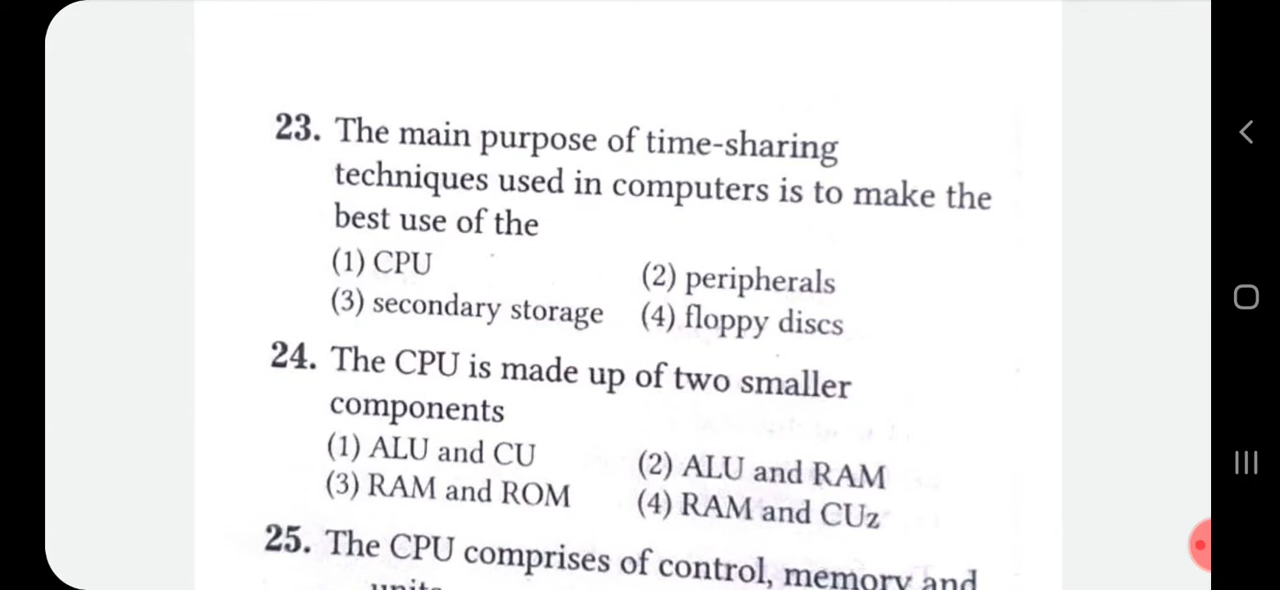 23. The main purpose of time-sharing
techniques used in computers is to make the
best use of the
(1) CPU (2) peripherals
(3) secondary storage (4) floppy discs
24. The CPU is made up of two smaller
components
(1) ALU and CU (2) ALU and RAM
(3) RAM and ROM (4) RAM and CUz
25. The CPU comprises of control, memory and
units